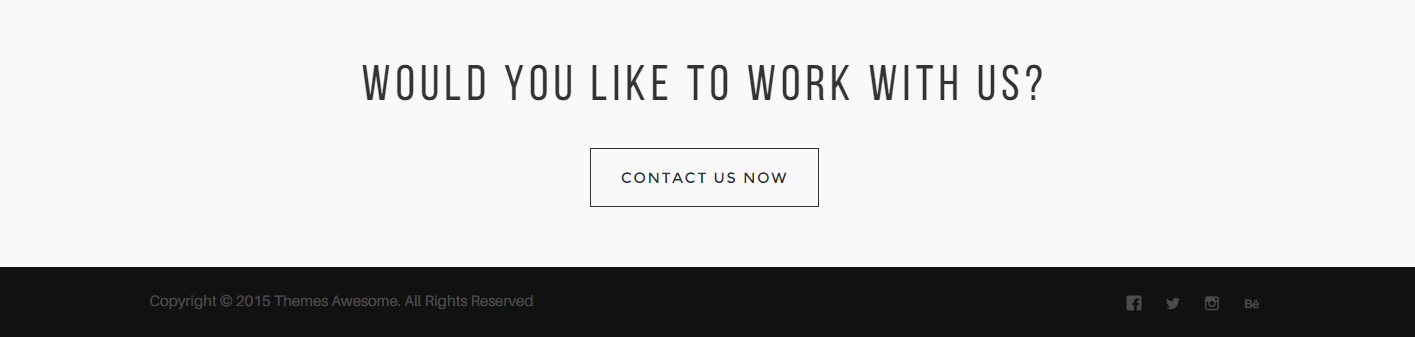 WOULD YOU LIKE TO WORK WITH US?
CONTACT US NOW
Copyright © 2015 Themes Awesome. All Rights Reserved
Bē